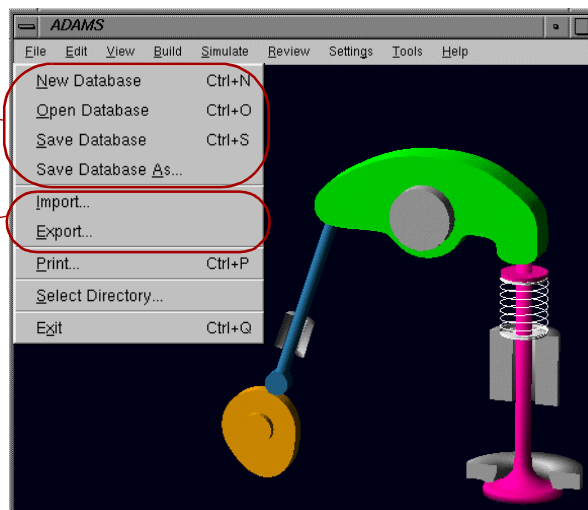 ADAMS
File Edit View Build Simulate Review Settings Tools Help
New Database Ctrl+N
Open Database Ctrl+O
Save Database Ctrl+S
Save Database As...
Import...
Export...
Print... Ctrl+P
Select Directory...
Exit Ctrl+Q